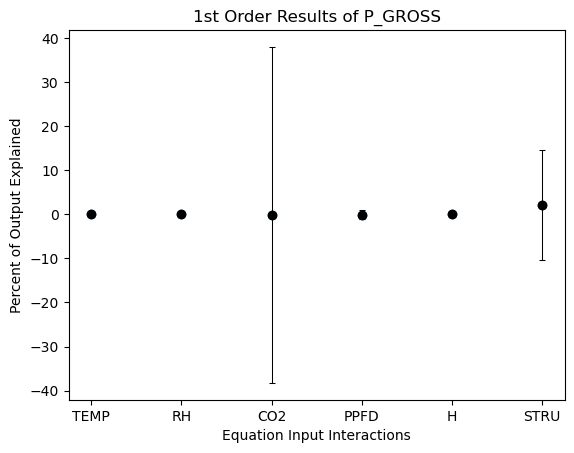 1st Order Results of P_GROSS
Percent of Output Explained
40
30
20
10
0
−10
−20
−30
−40
TEMP RH CO2 PPFD H STRU
Equation Input Interactions